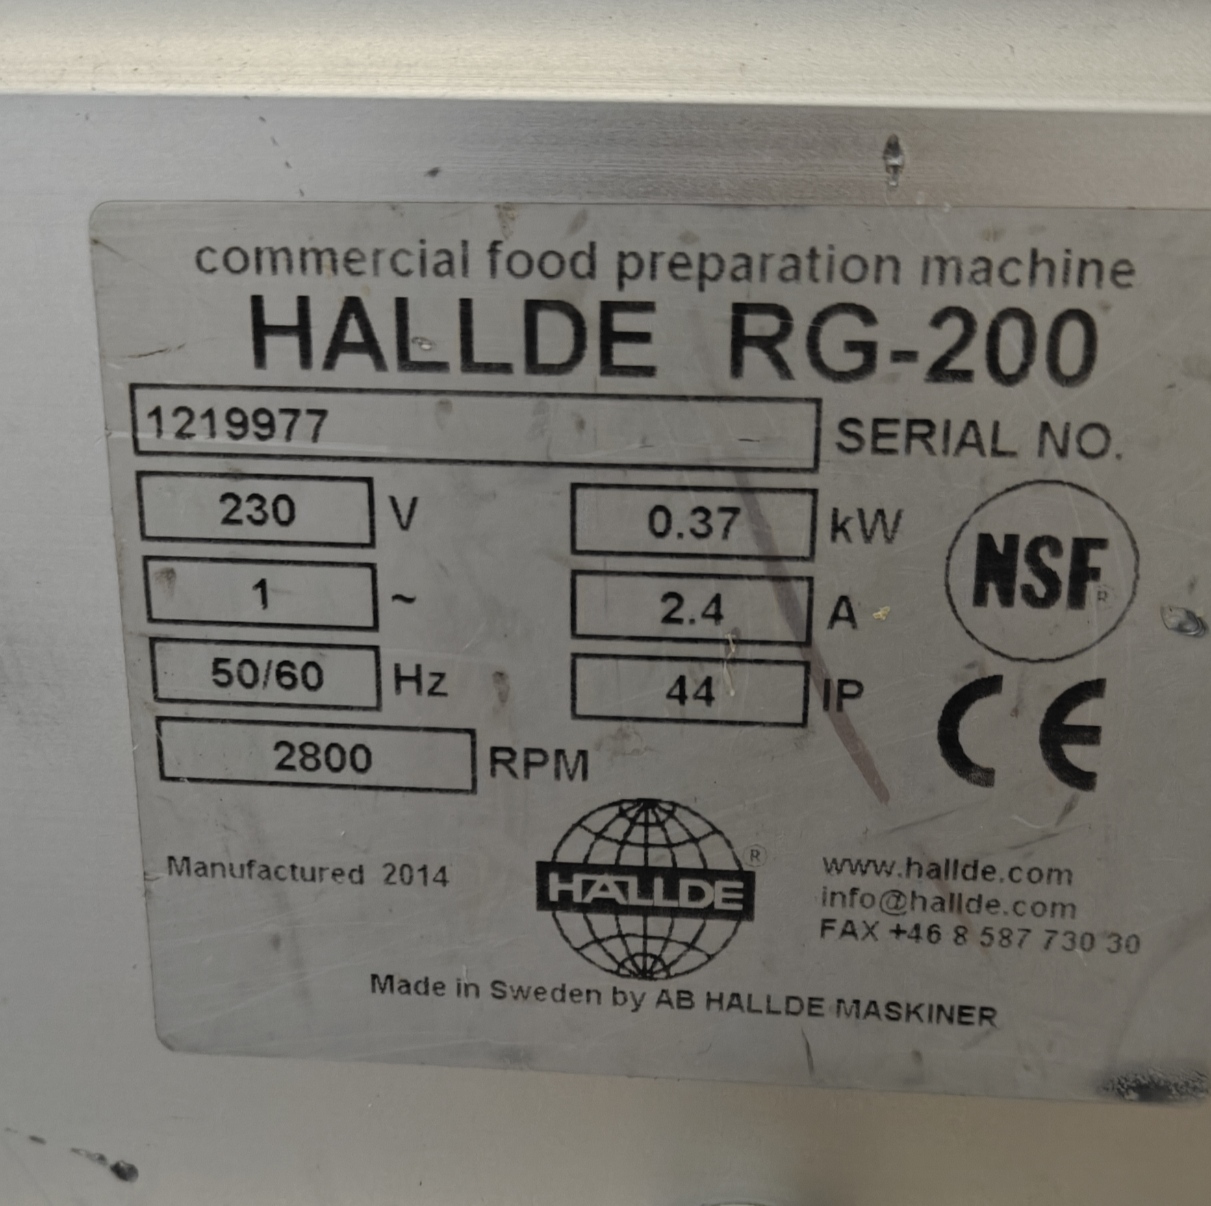 commercial food preparation machine
HALLDE RG-200
1219977 SERIAL NO.
230 V 0.37 kW
1 ~ 2.4 A
50/60 Hz 44 IP
2800 RPM
NSF®
CE
Manufactured 2014
HALLDE®
www.hallde.com
info@hallde.com
FAX +46 8 587 730 30
Made in Sweden by AB HALLDE MASKINER